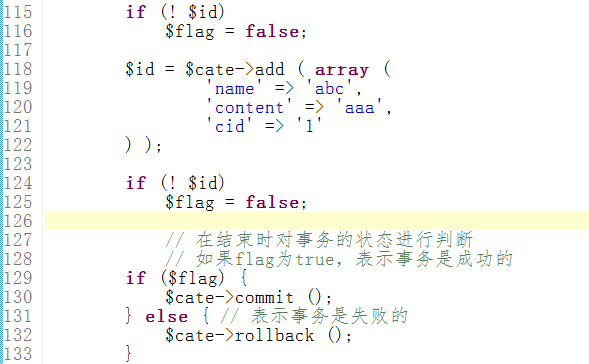 115 if (! $id)
116 $flag = false;
117
118 $id = $cate->add ( array (
119 'name' => 'abc',
120 'content' => 'aaa',
121 'cid' => '1'
122 ) );
123
124 if (! $id)
125 $flag = false;
126
127 // 在结束时对事务的状态进行判断
128 // 如果flag为true，表示事务是成功的
129 if ($flag) {
130 $cate->commit ();
131 } else { // 表示事务是失败的
132 $cate->rollback ();
133 }